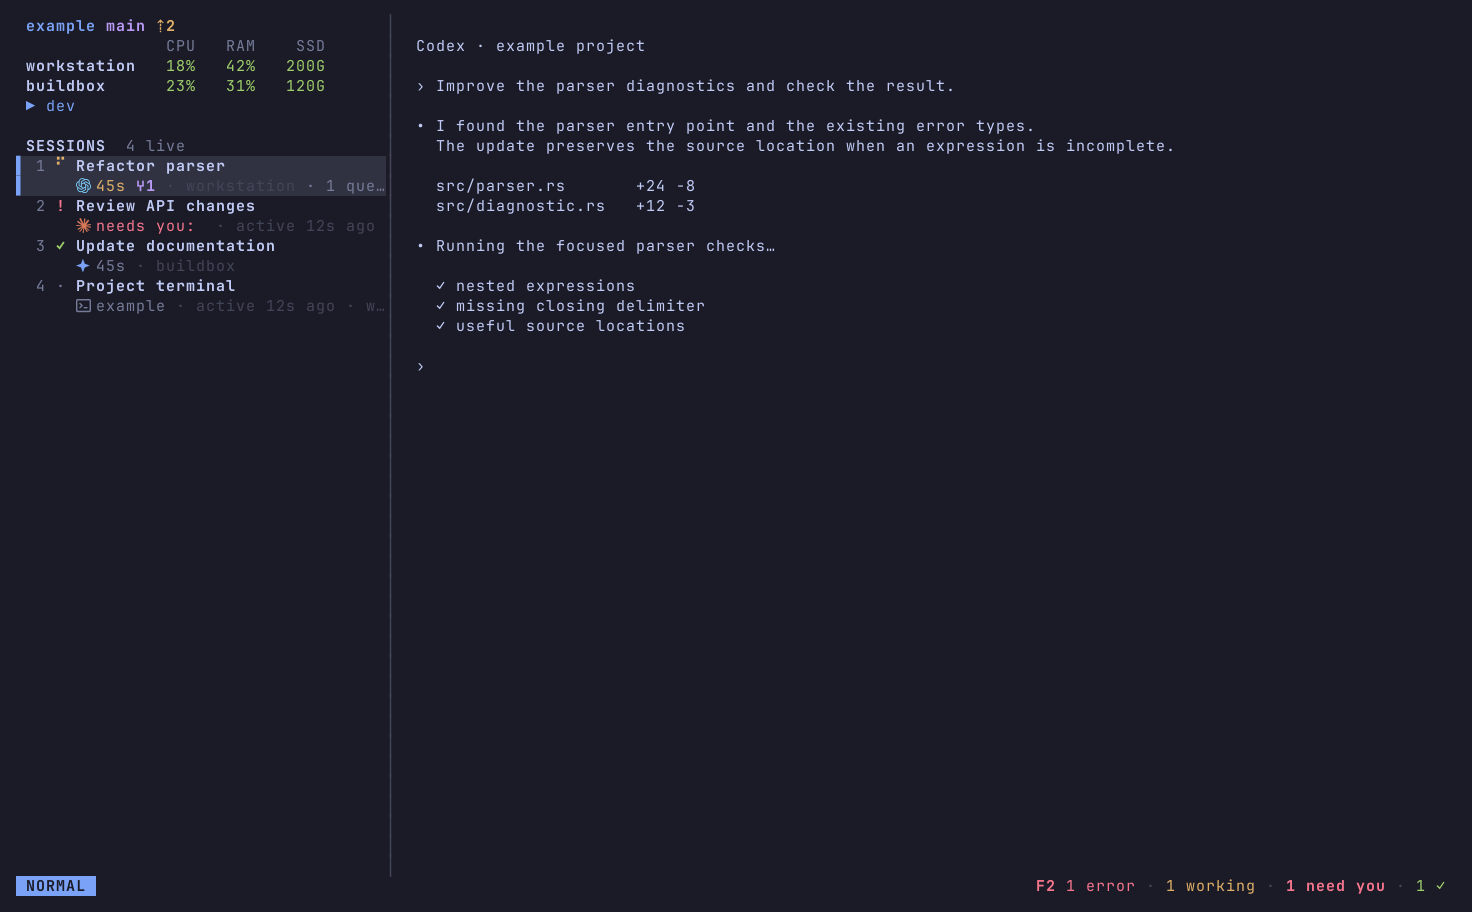 example main ⇡2
CPU RAM SSD
workstation 18% 42% 200G
buildbox 23% 31% 120G
▶ dev
SESSIONS 4 live
1 Refactor parser
45s 1 · workstation · 1 que…
2 ! Review API changes
needs you: · active 12s ago
3 ✓ Update documentation
45s · buildbox
4 · Project terminal
example · active 12s ago · w…
Codex · example project
› Improve the parser diagnostics and check the result.
• I found the parser entry point and the existing error types.
The update preserves the source location when an expression is incomplete.
src/parser.rs +24 -8
src/diagnostic.rs +12 -3
• Running the focused parser checks…
✓ nested expressions
✓ missing closing delimiter
✓ useful source locations
›
NORMAL
F2 1 error · 1 working · 1 need you · 1 ✓